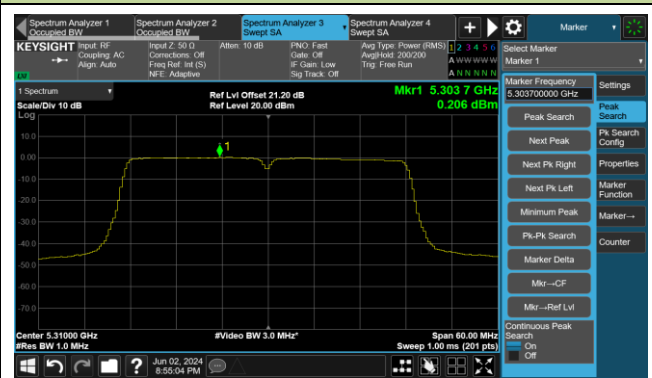 Spectrum Analyzer 1
Occupied BW
Spectrum Analyzer 2
Occupied BW
Spectrum Analyzer 3
Swept SA
Spectrum Analyzer 4
Swept SA
Marker
KEYSIGHT
Input: RF
Coupling: AC
Align: Auto
Input Z: 50 Ω
Corrections: Off
Freq Ref: Int (S)
NFE: Adaptive
Atten: 10 dB
PNO: Fast
Gate: Off
IF Gain: Low
Sig Track: Off
Avg Type: Power (RMS)
Avg|Hold: 200/200
Trig: Free Run
1 2 3 4 5 6
A W W W W W
A N N N N N
LXI
Select Marker
Marker 1
1 Spectrum
Scale/Div 10 dB
Log
Ref Lvl Offset 21.20 dB
Ref Level 20.00 dBm
Mkr1 5.303 7 GHz
0.206 dBm
10.0
0.00
-10.0
-20.0
-30.0
-40.0
-50.0
-60.0
-70.0
1
Center 5.31000 GHz
#Res BW 1.0 MHz
#Video BW 3.0 MHz*
Span 60.00 MHz
Sweep 1.00 ms (201 pts)
Marker Frequency
5.303700000 GHz
Peak Search
Next Peak
Next Pk Right
Next Pk Left
Minimum Peak
Pk-Pk Search
Marker Delta
Mkr→CF
Mkr→Ref Lvl
Continuous Peak
Search
On
Off
Settings
Peak
Search
Pk Search
Config
Properties
Marker
Function
Marker→
Counter
Jun 02, 2024
8:55:04 PM